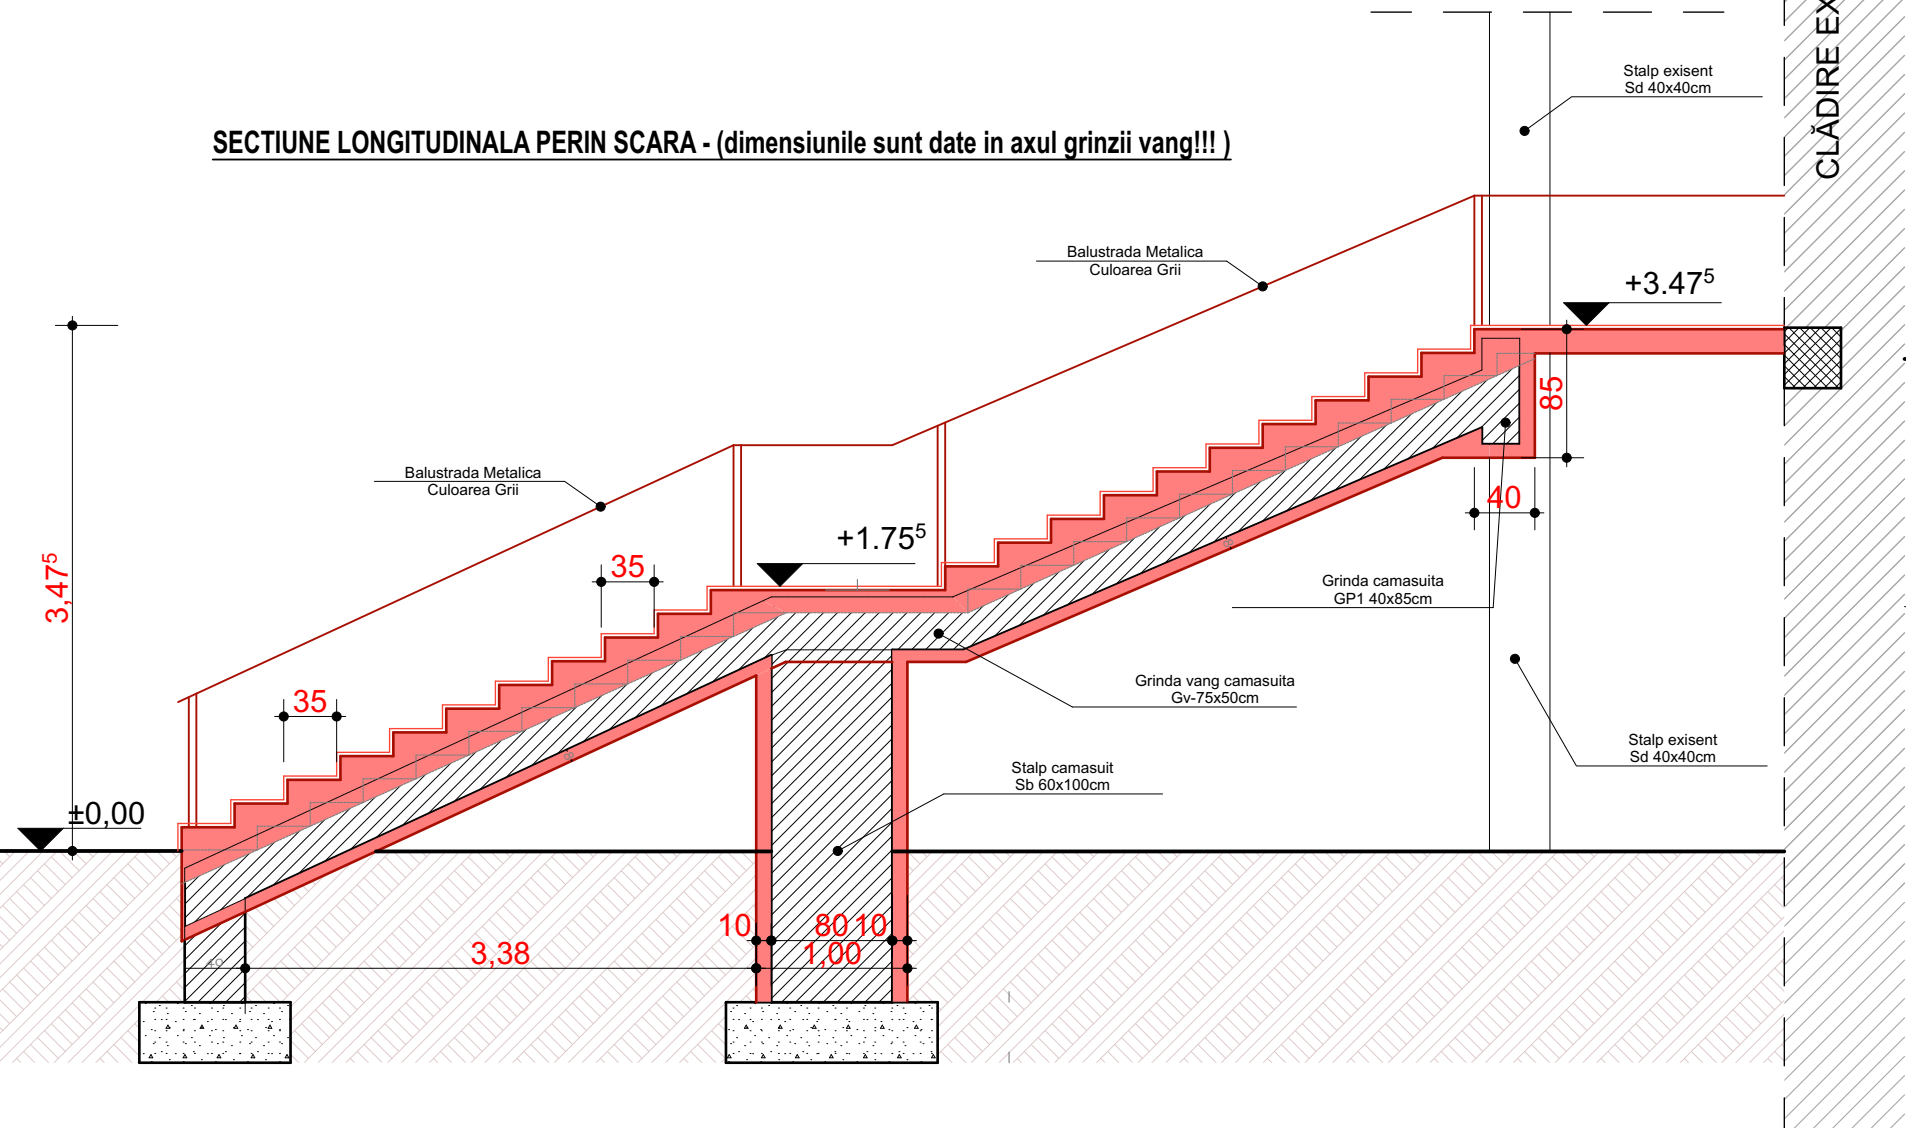 CLĂDIRE EX
Stalp exisent
Sd 40x40cm
SECTIUNE LONGITUDINALA PERIN SCARA - (dimensiunile sunt date in axul grinzii vang!!! )
Balustrada Metalica
Culoarea Grii
+3.47⁵
85
Balustrada Metalica
Culoarea Grii
40
+1.75⁵
35
3,47⁵
Grinda camasuita
GP1 40x85cm
Grinda vang camasuita
Gv-75x50cm
35
Stalp exisent
Sd 40x40cm
Stalp camasuit
Sb 60x100cm
±0,00
10
80
10
3,38
1,00
40